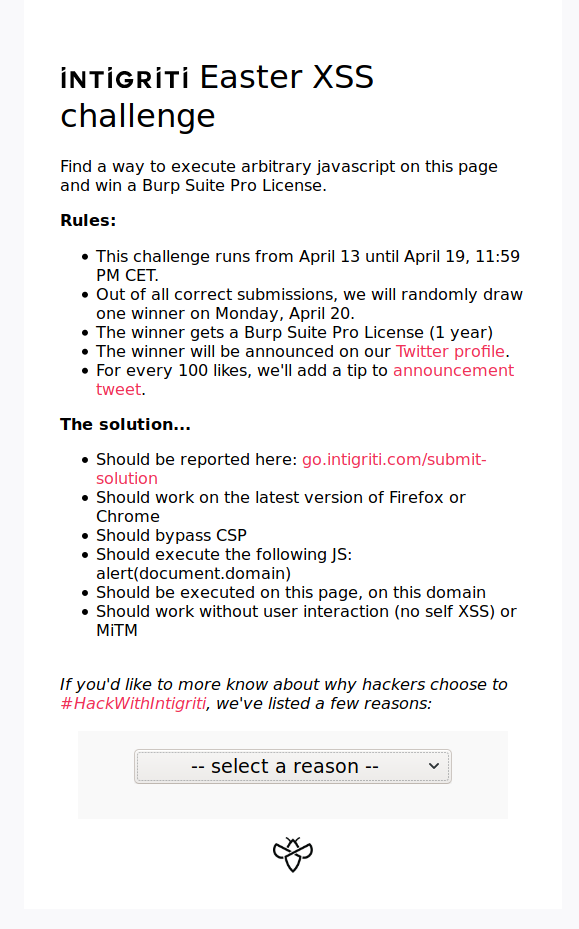 INTIGRITI Easter XSS
challenge
Find a way to execute arbitrary javascript on this page
and win a Burp Suite Pro License.
Rules:
This challenge runs from April 13 until April 19, 11:59
PM CET.
Out of all correct submissions, we will randomly draw
one winner on Monday, April 20.
The winner gets a Burp Suite Pro License (1 year)
The winner will be announced on our Twitter profile.
For every 100 likes, we'll add a tip to announcement
tweet.
The solution...
Should be reported here: go.intigriti.com/submit-
solution
Should work on the latest version of Firefox or
Chrome
Should bypass CSP
Should execute the following JS:
alert(document.domain)
Should be executed on this page, on this domain
Should work without user interaction (no self XSS) or
MiTM
If you'd like to more know about why hackers choose to
#HackWithIntigriti, we've listed a few reasons:
-- select a reason --